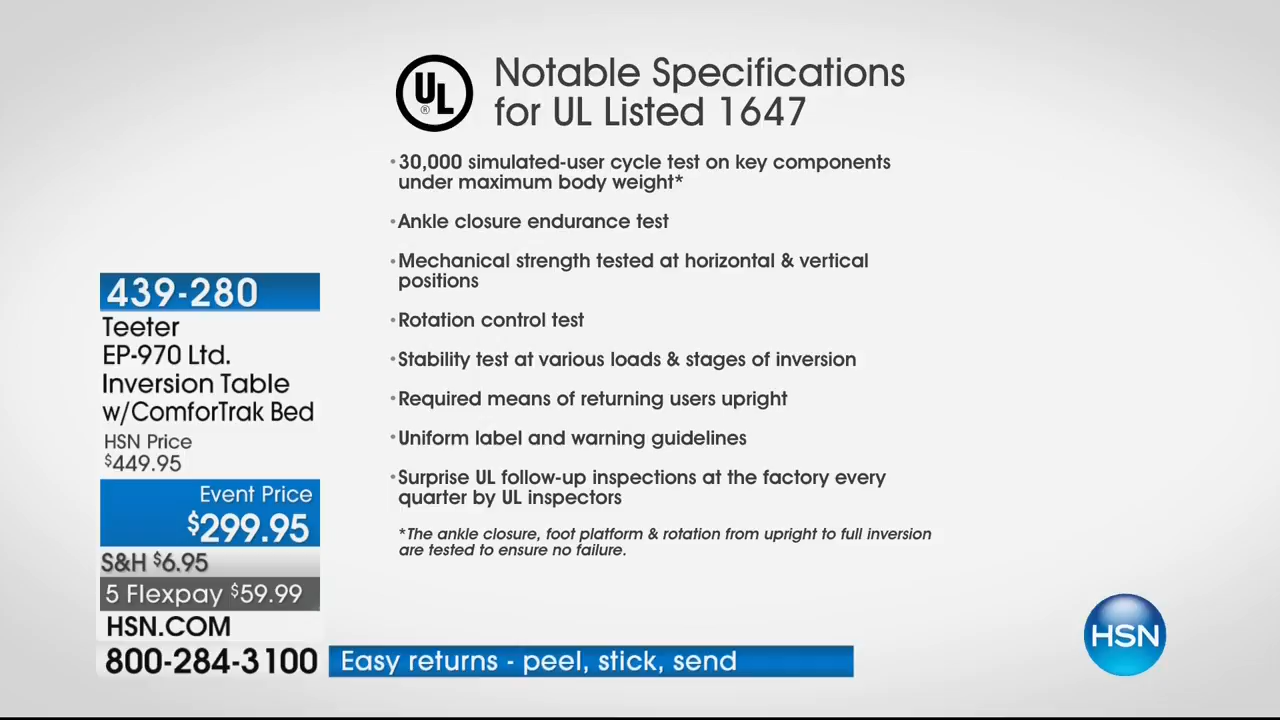 UL
®
Notable Specifications
for UL Listed 1647
•30,000 simulated-user cycle test on key components
under maximum body weight*
•Ankle closure endurance test
•Mechanical strength tested at horizontal & vertical
positions
•Rotation control test
•Stability test at various loads & stages of inversion
•Required means of returning users upright
•Uniform label and warning guidelines
•Surprise UL follow-up inspections at the factory every
quarter by UL inspectors
*The ankle closure, foot platform & rotation from upright to full inversion
are tested to ensure no failure.
439-280
Teeter
EP-970 Ltd.
Inversion Table
w/ComforTrak Bed
HSN Price
$449.95
Event Price
$299.95
S&H $6.95
5 Flexpay $59.99
HSN.COM
800-284-3100
Easy returns - peel, stick, send
HSN